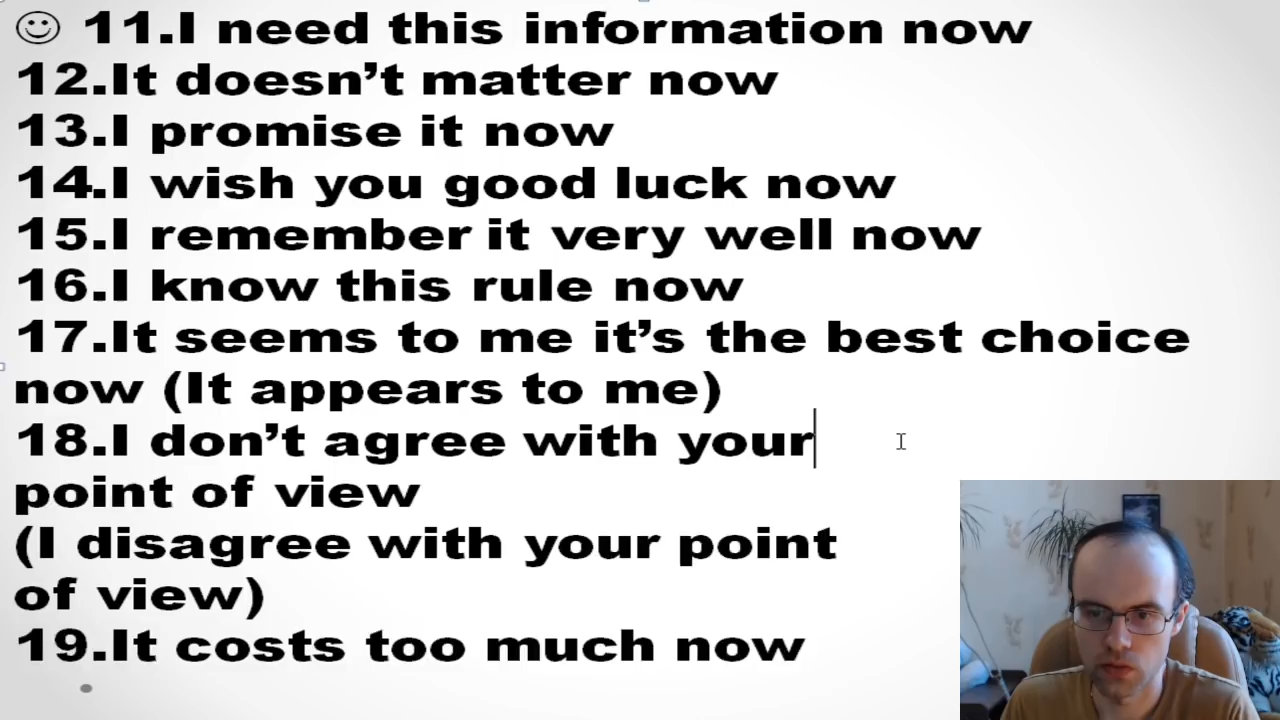 ☺ 11.I need this information now
12.It doesn’t matter now
13.I promise it now
14.I wish you good luck now
15.I remember it very well now
16.I know this rule now
17.It seems to me it’s the best choice
now (It appears to me)
18.I don’t agree with your
point of view
(I disagree with your point
of view)
19.It costs too much now